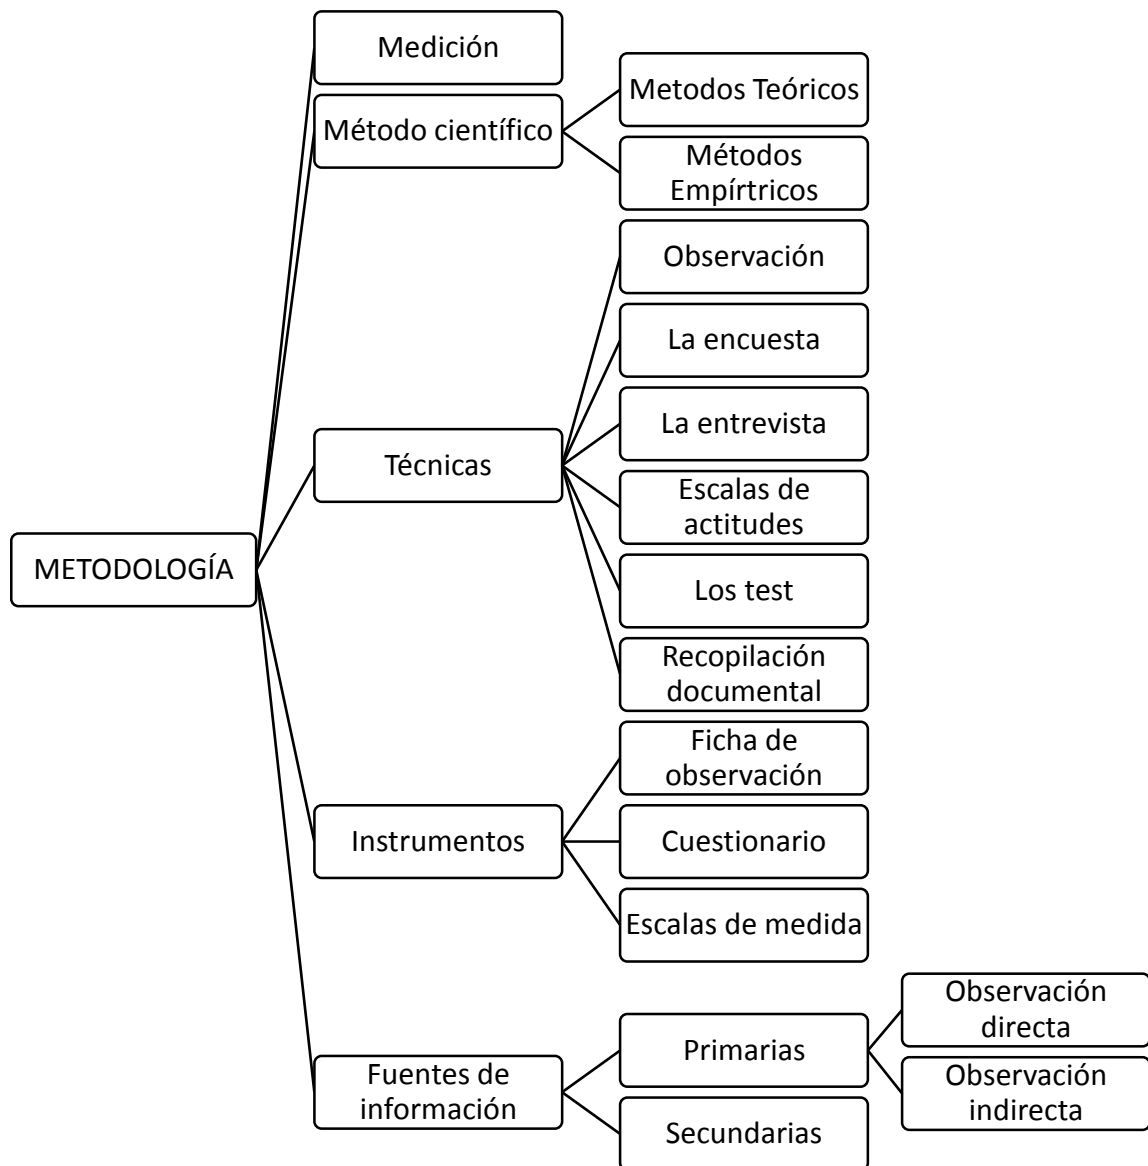 Medición
Método científico
Metodos Teóricos
Métodos
Empírtricos
Observación
La encuesta
La entrevista
Técnicas
Escalas de
actitudes
METODOLOGÍA
Los test
Recopilación
documental
Ficha de
observación
Instrumentos
Cuestionario
Escalas de medida
Fuentes de
información
Primarias
Observación
directa
Observación
indirecta
Secundarias